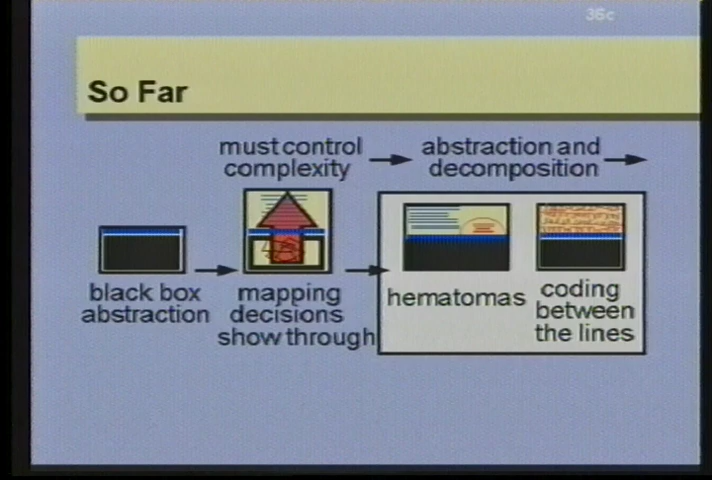 36c
So Far
must control
complexity
abstraction and
decomposition
black box
abstraction
mapping
decisions
show through
hematomas
coding
between
the lines